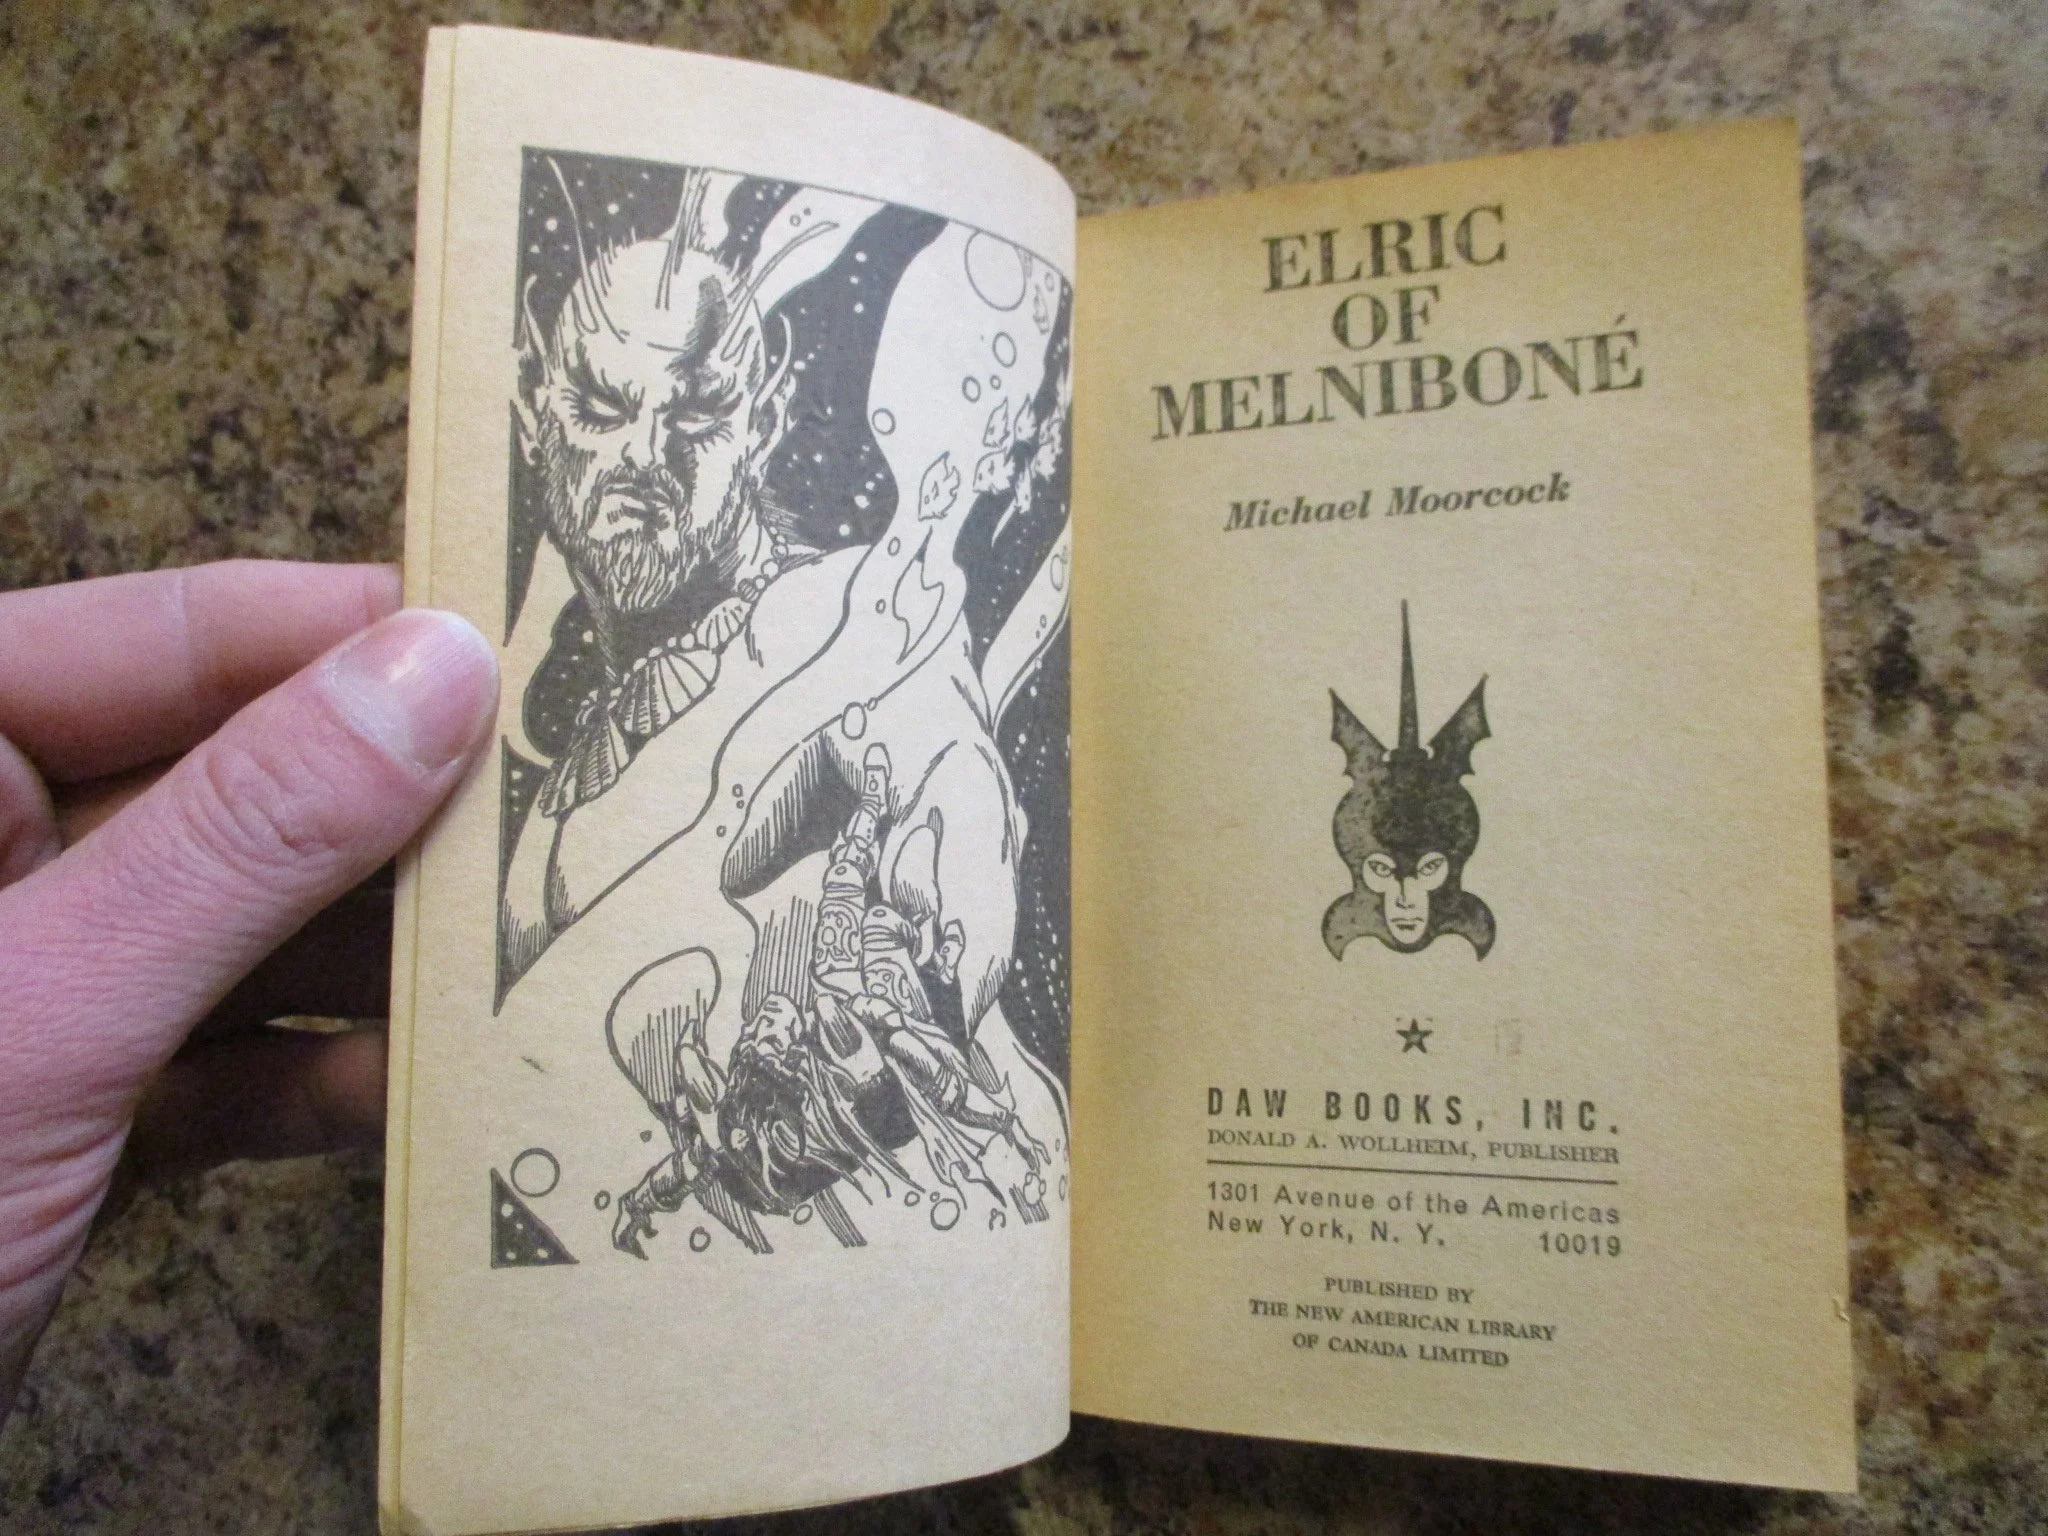 ELRIC
OF
MELNIBONÉ
Michael Moorcock
DAW BOOKS, INC.
DONALD A. WOLLHEIM, PUBLISHER
1301 Avenue of the Americas
New York, N. Y. 10019
PUBLISHED BY
THE NEW AMERICAN LIBRARY
OF CANADA LIMITED